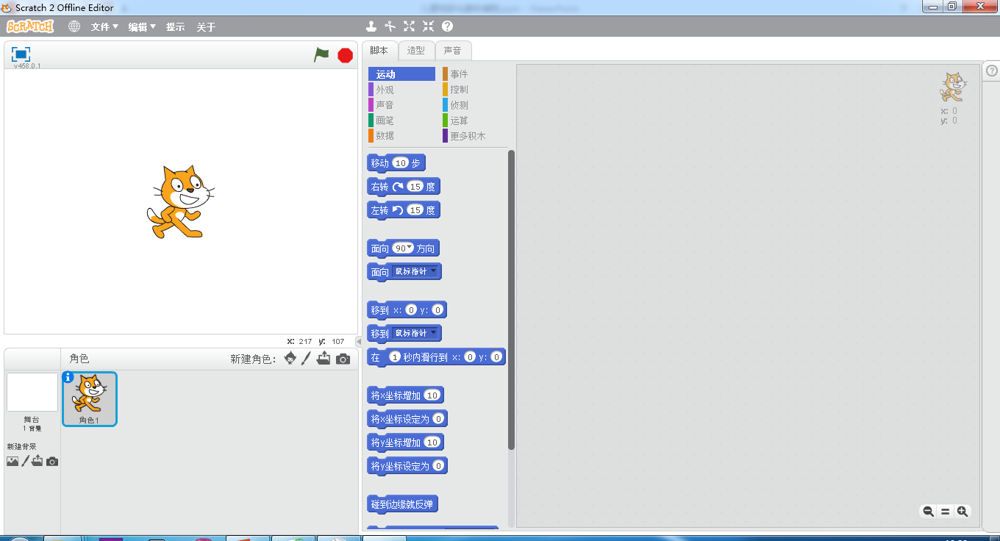 Scratch 2 Offline Editor
SCRATCH 文件 编辑 提示 关于
v458.0.1
脚本 造型 声音
运动 事件
外观 控制
声音 侦测
画笔 运算
数据 更多积木
x: 0
y: 0
移动 10 步
右转 15 度
左转 15 度
面向 90 方向
面向 鼠标指针
移到 x: 0 y: 0
移到 鼠标指针
在 1 秒内滑行到 x: 0 y: 0
将x坐标增加 10
将x坐标设定为 0
将y坐标增加 10
将y坐标设定为 0
碰到边缘就反弹
x: 217 y: 107
角色 新建角色:
舞台
1 背景
角色1
新建背景